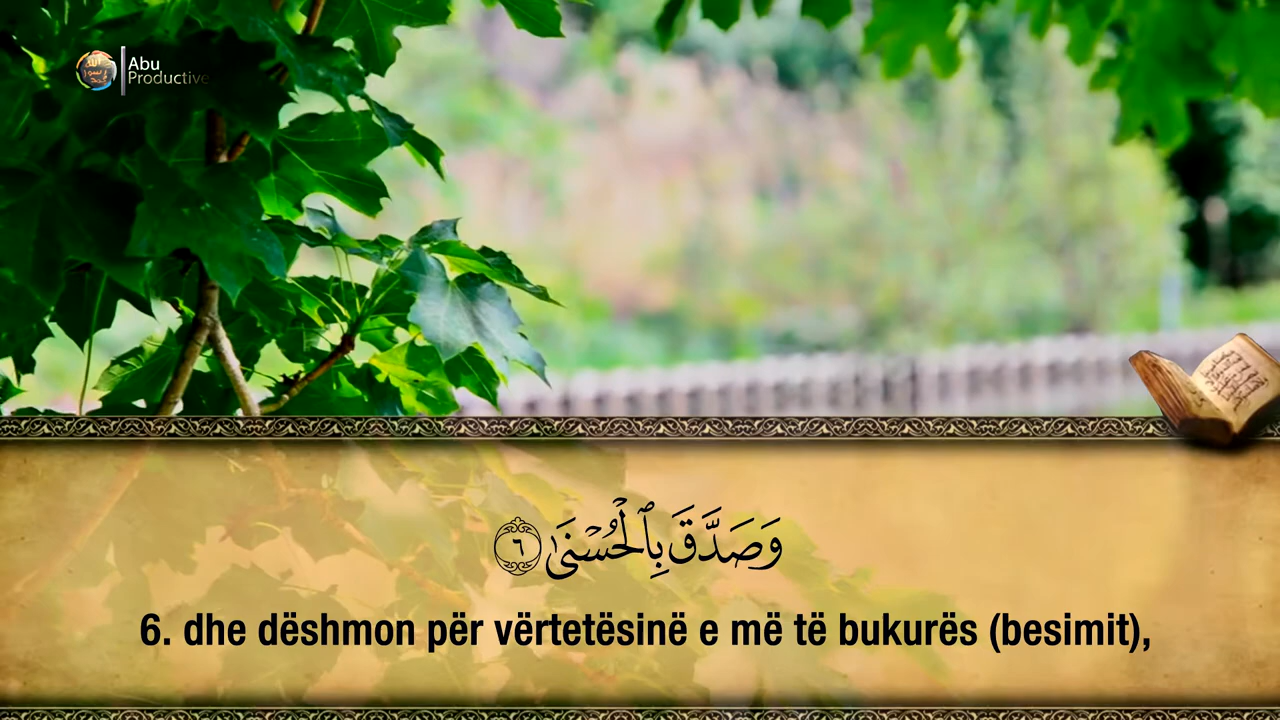 Abu
Productive
وَصَدَّقَ بِٱلْحُسْنَىٰ ٦
6. dhe dëshmon për vërtetësinë e më të bukurës (besimit),